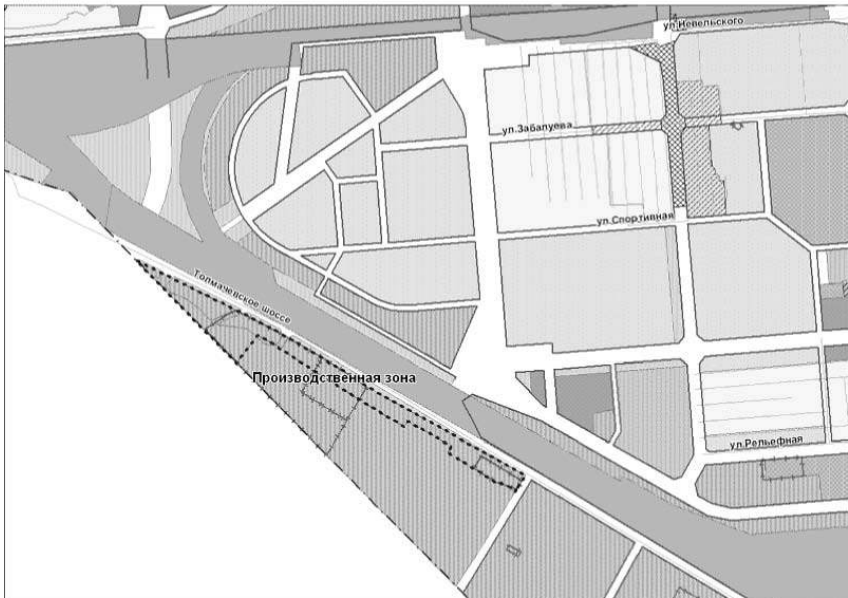 ул.Невельского
ул.Забалуева
ул.Спортивная
Толмачевское шоссе
Производственная зона
ул.Рельефная